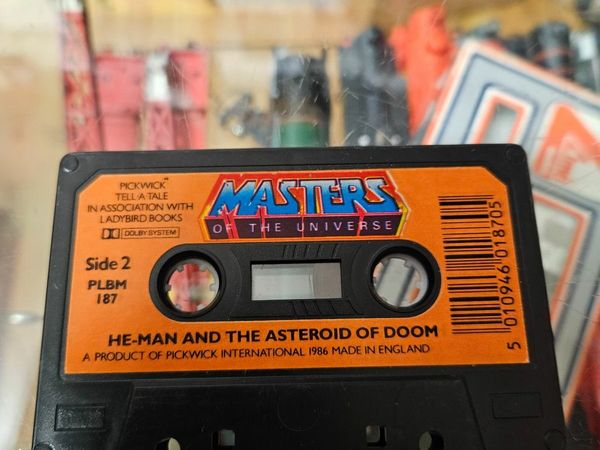 PICKWICK™
TELL-A-TALE
IN ASSOCIATION WITH
LADYBIRD BOOKS
DOLBY SYSTEM
MASTERS
OF THE UNIVERSE
Side 2
PLBM
187
HE-MAN AND THE ASTEROID OF DOOM
A PRODUCT OF PICKWICK INTERNATIONAL 1986 MADE IN ENGLAND
5 010946 018705